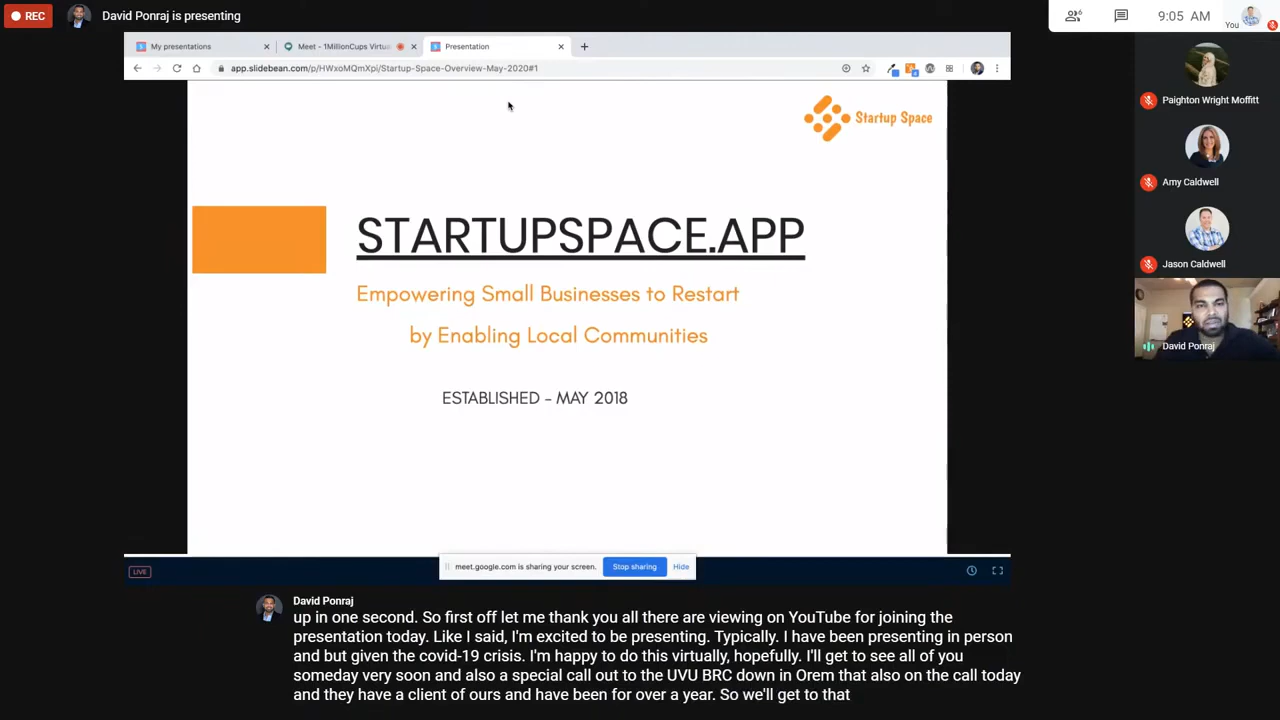 REC
David Ponraj is presenting
6
9:05 AM
You
My presentations
Meet - 1MillionCups Virtua
Presentation
app.slidebean.com/p/HWxoMQmXpi/Startup-Space-Overview-May-2020#1
Startup Space
STARTUPSPACE.APP
Empowering Small Businesses to Restart
by Enabling Local Communities
ESTABLISHED - MAY 2018
Paighton Wright Moffitt
Amy Caldwell
Jason Caldwell
David Ponraj
meet.google.com is sharing your screen.
Stop sharing
Hide
LIVE
David Ponraj
up in one second. So first off let me thank you all there are viewing on YouTube for joining the
presentation today. Like I said, I'm excited to be presenting. Typically. I have been presenting in person
and but given the covid-19 crisis. I'm happy to do this virtually, hopefully. I'll get to see all of you
someday very soon and also a special call out to the UVU BRC down in Orem that also on the call today
and they have a client of ours and have been for over a year. So we'll get to that